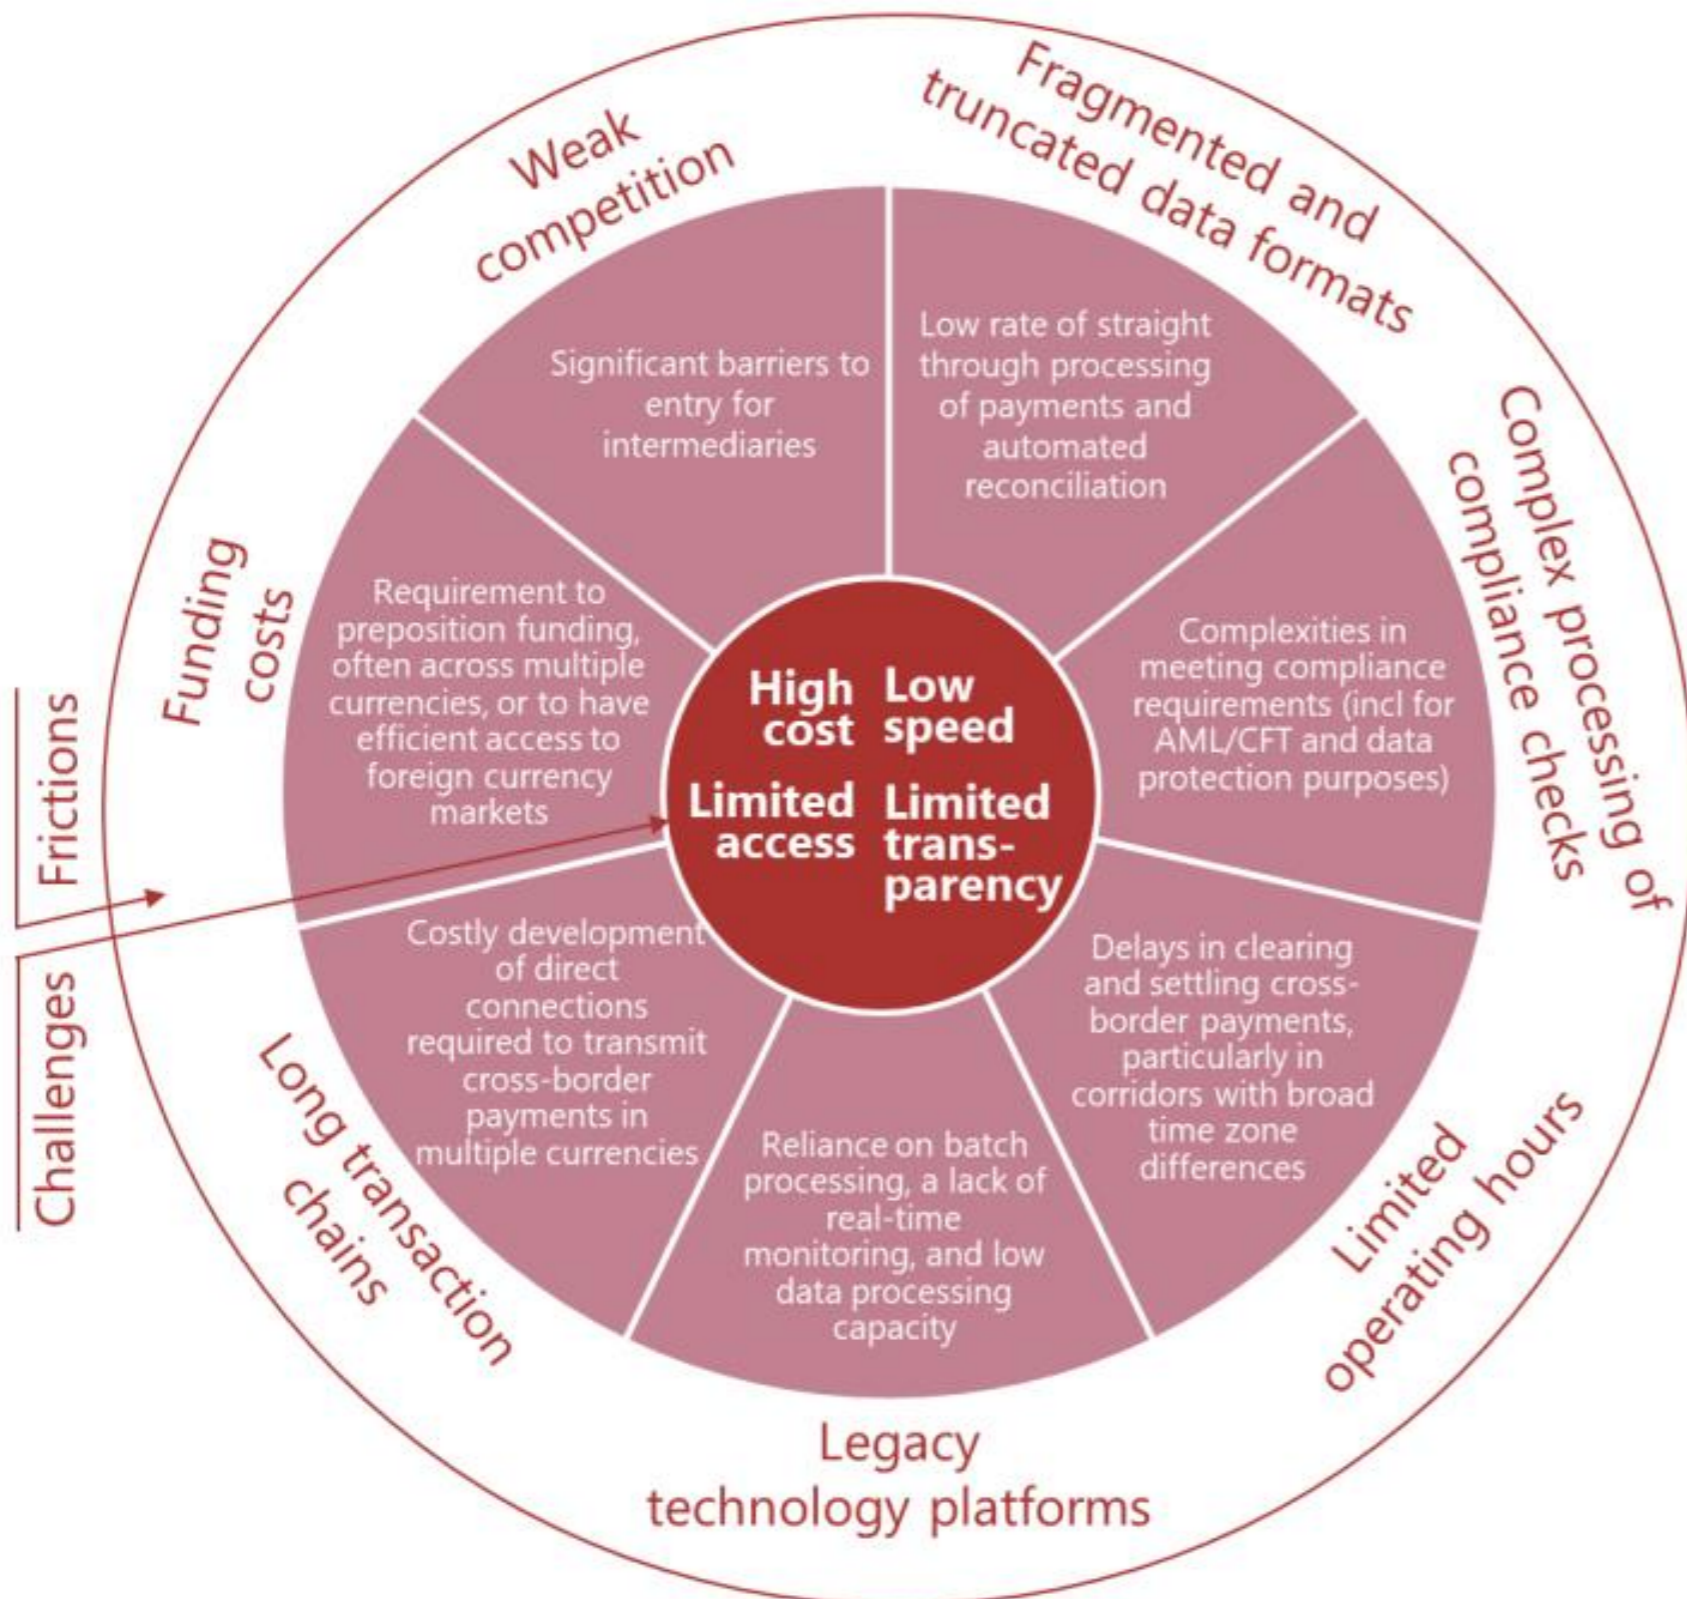 Weak
competition
Fragmented and
truncated data formats
Complex processing of
compliance checks
Limited
operating hours
Legacy
technology platforms
Long transaction
chains
Funding
costs
Significant barriers to
entry for
intermediaries
Low rate of straight
through processing
of payments and
automated
reconciliation
Complexities in
meeting compliance
requirements (incl for
AML/CFT and data
protection purposes)
Delays in clearing
and settling cross-
border payments,
particularly in
corridors with broad
time zone
differences
Reliance on batch
processing, a lack of
real-time
monitoring, and low
data processing
capacity
Costly development
of direct
connections
required to transmit
cross-border
payments in
multiple currencies
Requirement to
preposition funding,
often across multiple
currencies, or to have
efficient access to
foreign currency
markets
High
cost
Low
speed
Limited
access
Limited
trans-
parency
Frictions
Challenges